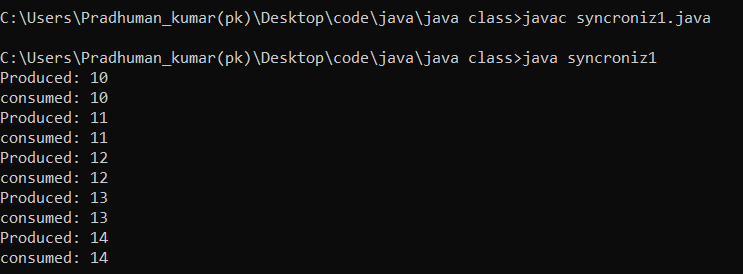 C:\Users\Pradhuman_kumar(pk)\Desktop\code\java\java class>javac syncroniz1.java
C:\Users\Pradhuman_kumar(pk)\Desktop\code\java\java class>java syncroniz1
Produced: 10
consumed: 10
Produced: 11
consumed: 11
Produced: 12
consumed: 12
Produced: 13
consumed: 13
Produced: 14
consumed: 14